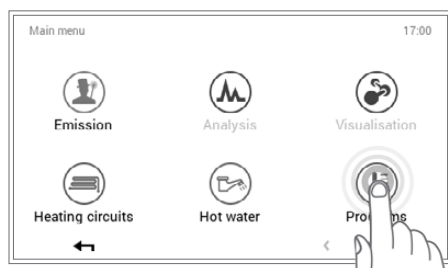 Main menu 17:00
Emission Analysis Visualisation
Heating circuits Hot water